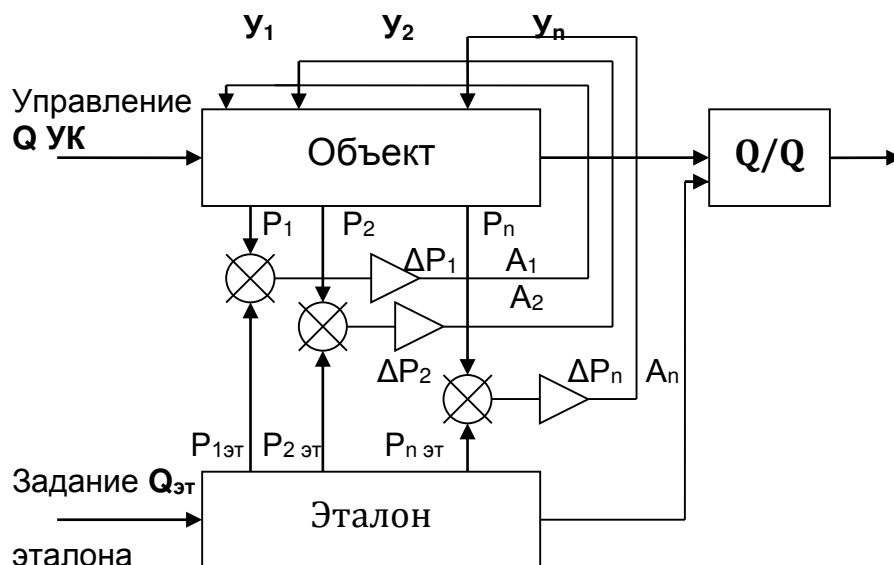 У₁ У₂ Уₙ
Управление
Q УК
Объект
Q/Q
P₁ P₂ Pₙ
ΔP₁ A₁
A₂
ΔP₂ ΔPₙ Aₙ
P₁эт P₂ эт Pₙ эт
Задание Qэт
Эталон
эталона